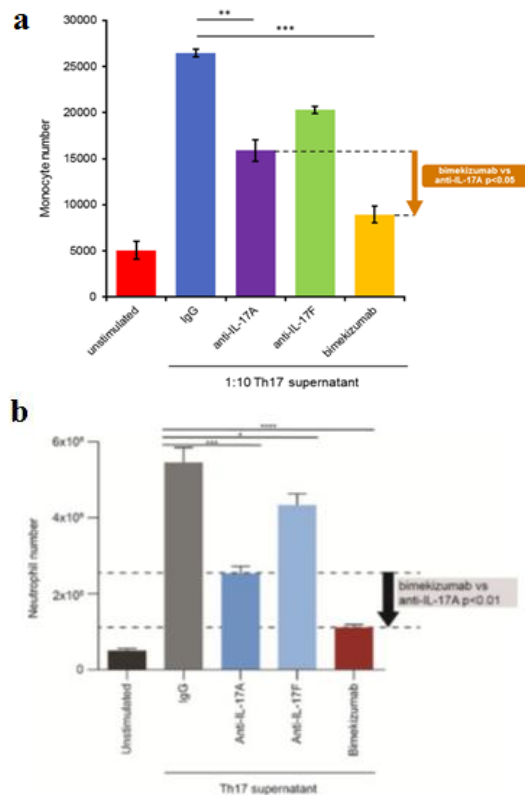 a
**
***
30000
25000
20000
15000
10000
5000
0
Monocyte number
bimekizumab vs
anti-IL-17A p<0.05
unstimulated
IgG
anti-IL-17A
anti-IL-17F
bimekizumab
1:10 Th17 supernatant
b
****
*
***
Neutrophil number
0
bimekizumab vs
anti-IL-17A p<0.01
Unstimulated
IgG
Anti-IL-17A
Anti-IL-17F
Bimekizumab
Th17 supernatant